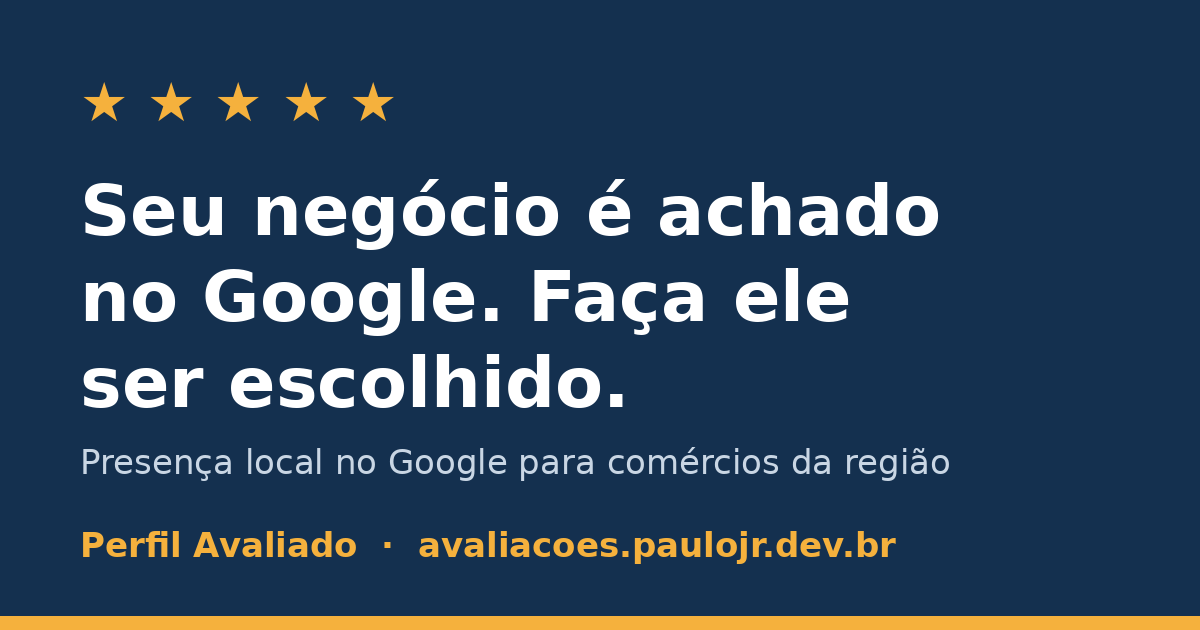 ★ ★ ★ ★ ★
Seu negócio é achado
no Google. Faça ele
ser escolhido.
Presença local no Google para comércios da região
Perfil Avaliado · avaliacoes.paulojr.dev.br